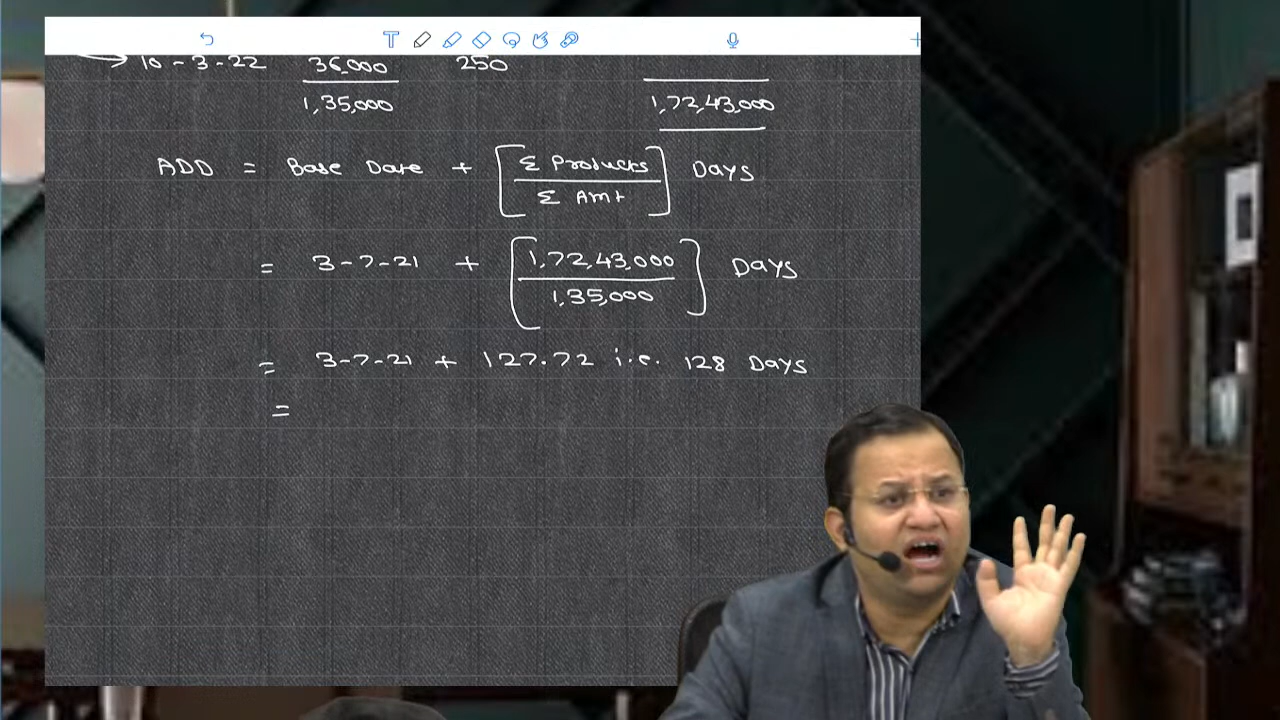 → 10-3-22 36,000 250
1,35,000 1,72,43,000
ADD = Base Date + [Σ Products / Σ Amt] Days
= 3-7-21 + [1,72,43,000 / 1,35,000] Days
= 3-7-21 + 127.72 i.e. 128 Days
=